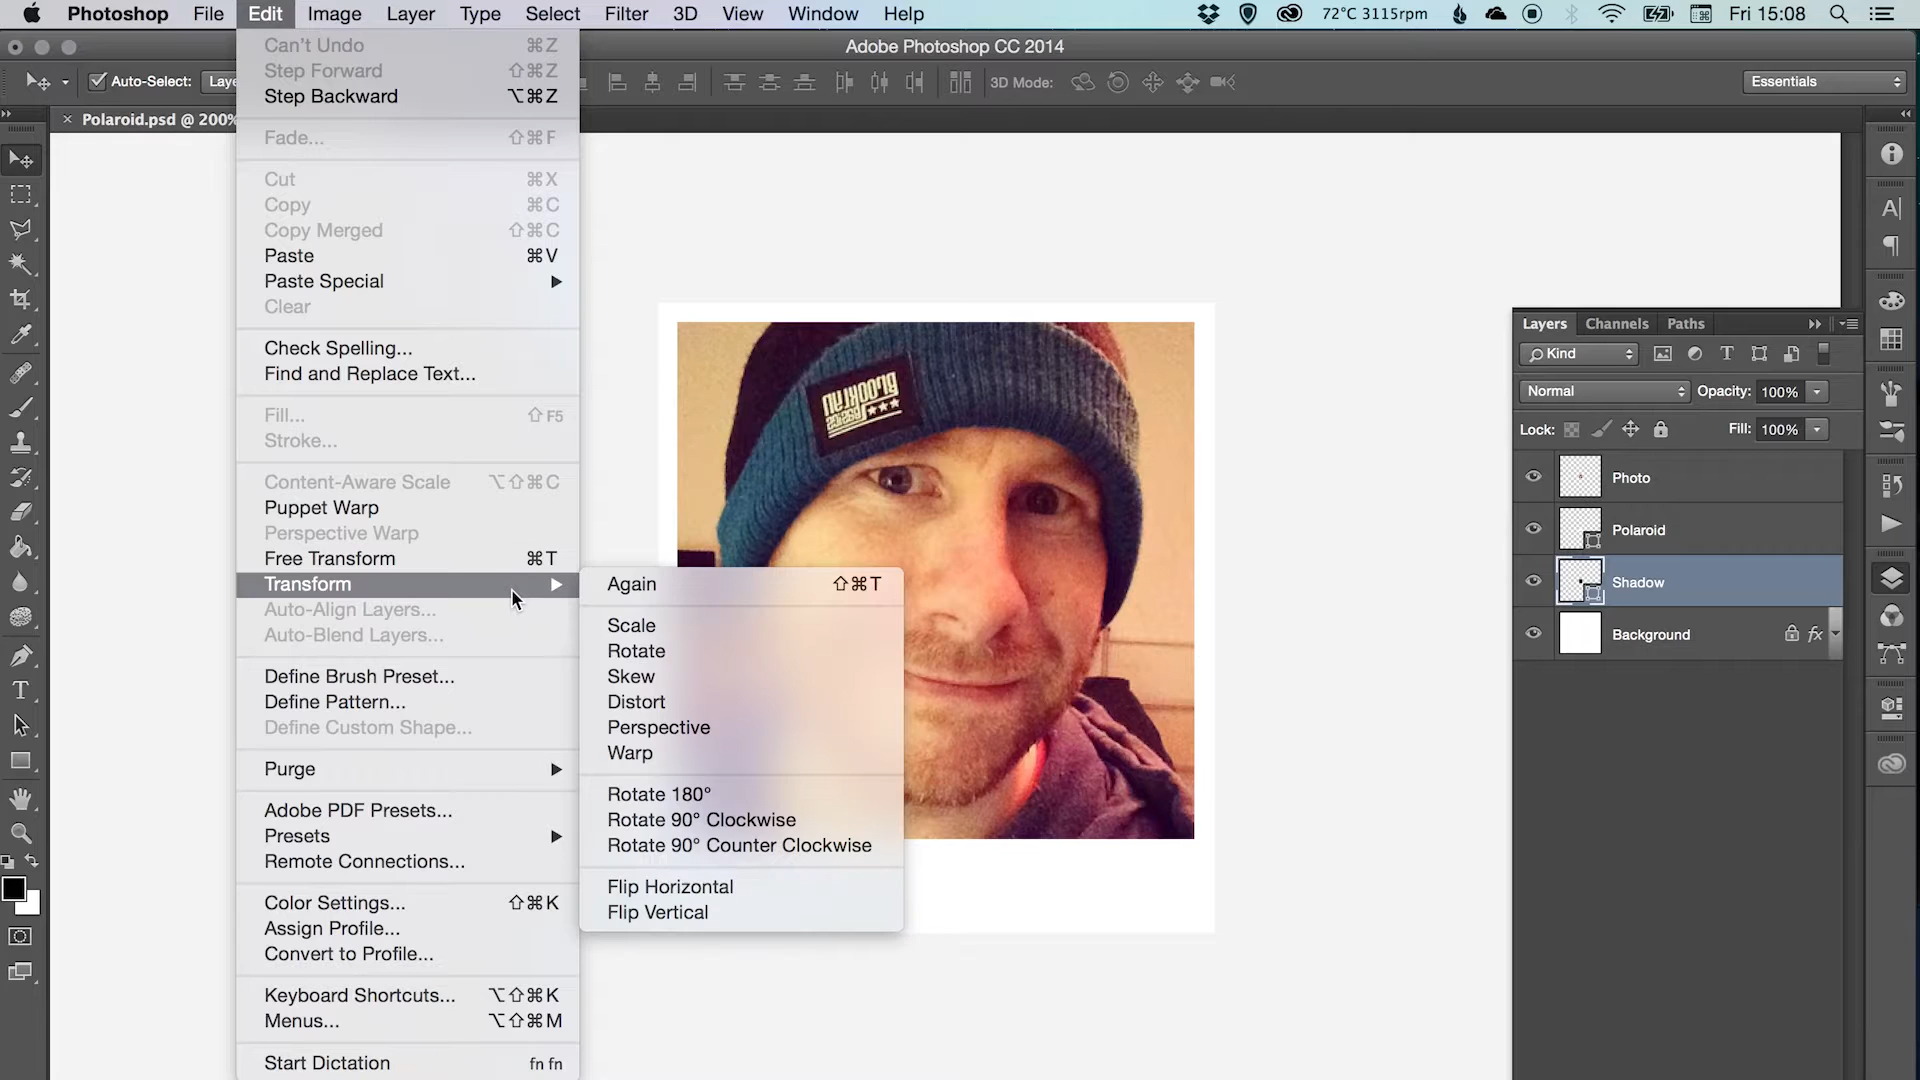 Photoshop File Edit Image Layer Type Select Filter 3D View Window Help 72°C 3115rpm Fri 15:08
Adobe Photoshop CC 2014
Auto-Select: Laye 3D Mode: Essentials
× Polaroid.psd @ 200%
Can't Undo ⌘Z
Step Forward ⇧⌘Z
Step Backward ⌥⌘Z
Fade... ⇧⌘F
Cut ⌘X
Copy ⌘C
Copy Merged ⇧⌘C
Paste ⌘V
Paste Special
Clear
Check Spelling...
Find and Replace Text...
Fill... ⇧F5
Stroke...
Content-Aware Scale ⌥⇧⌘C
Puppet Warp
Perspective Warp
Free Transform ⌘T
Transform
Auto-Align Layers...
Auto-Blend Layers...
Define Brush Preset...
Define Pattern...
Define Custom Shape...
Purge
Adobe PDF Presets...
Presets
Remote Connections...
Color Settings... ⇧⌘K
Assign Profile...
Convert to Profile...
Keyboard Shortcuts... ⌥⇧⌘K
Menus... ⌥⇧⌘M
Start Dictation fn fn
Again ⇧⌘T
Scale
Rotate
Skew
Distort
Perspective
Warp
Rotate 180°
Rotate 90° Clockwise
Rotate 90° Counter Clockwise
Flip Horizontal
Flip Vertical
Layers Channels Paths
Kind
Normal Opacity: 100%
Lock: Fill: 100%
Photo
Polaroid
Shadow
Background fx